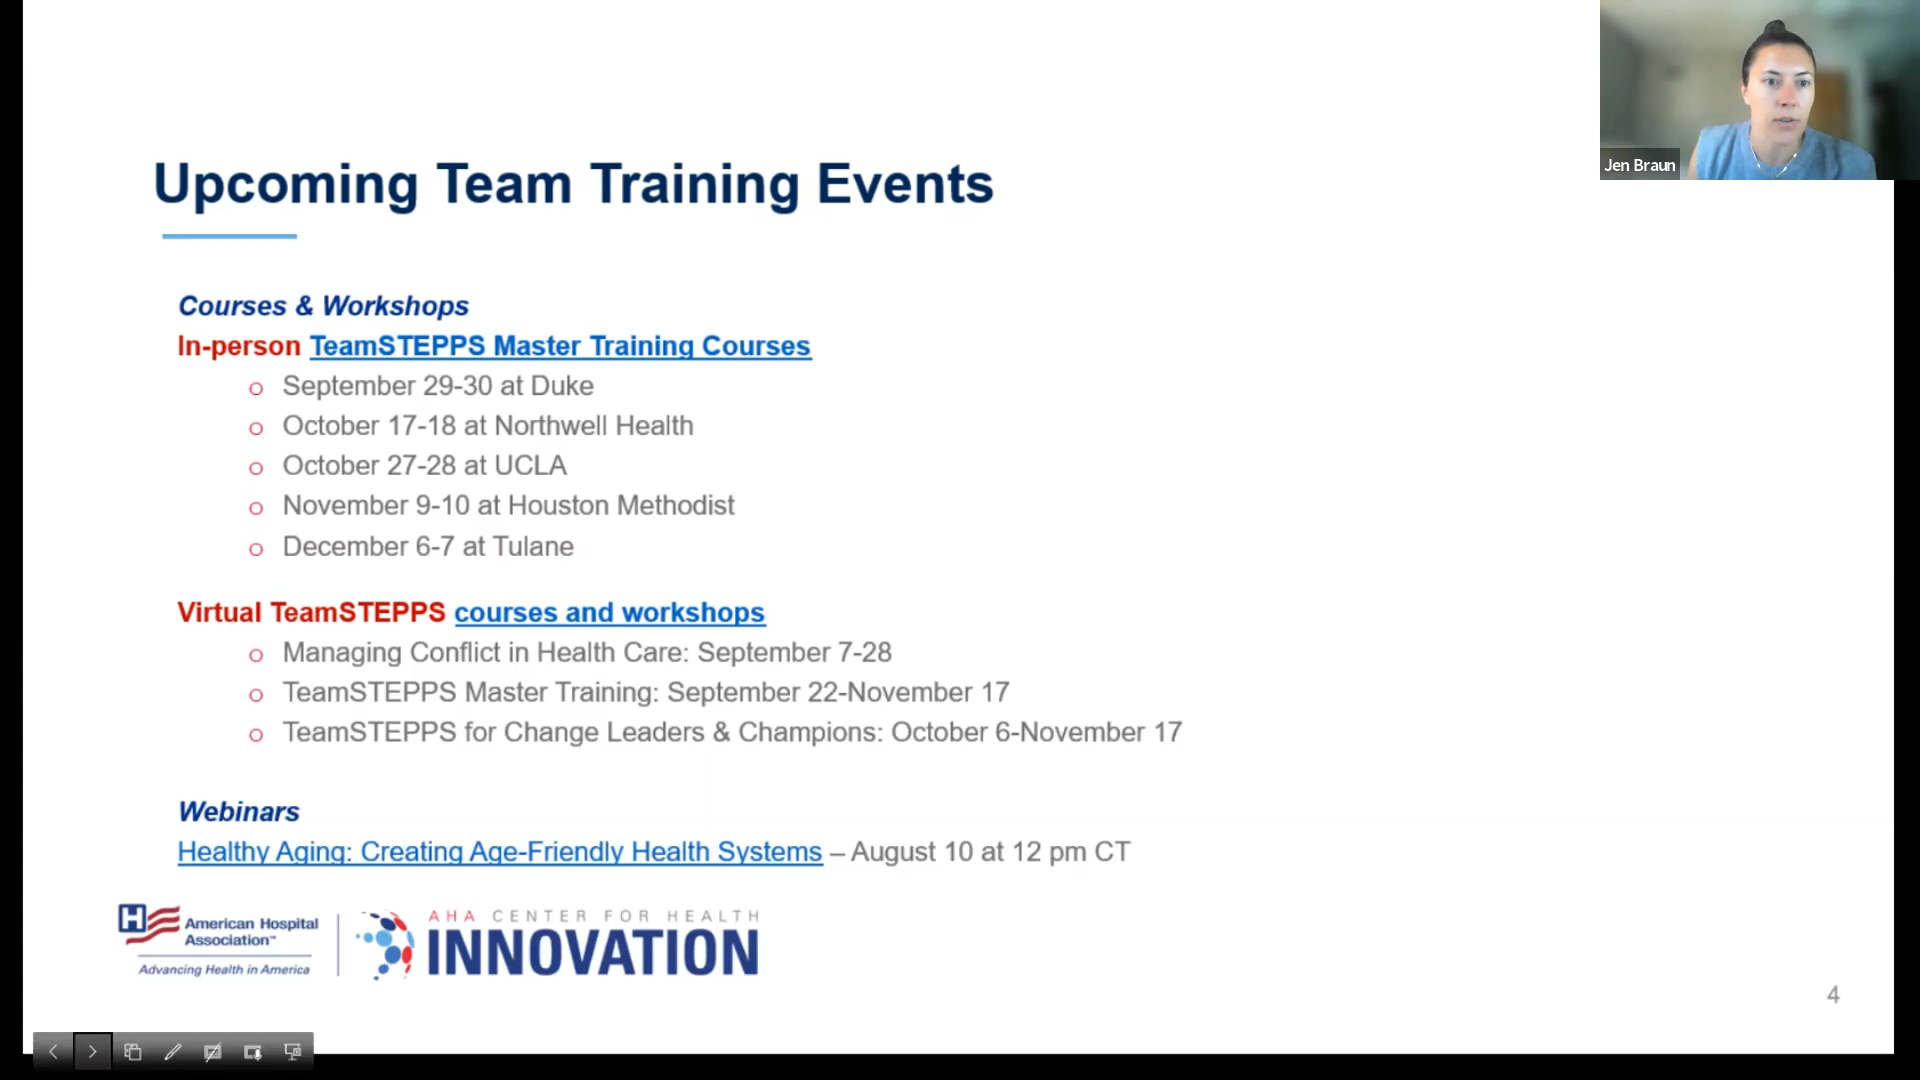 Jen Braun
Upcoming Team Training Events
Courses & Workshops
In-person TeamSTEPPS Master Training Courses
o September 29-30 at Duke
o October 17-18 at Northwell Health
o October 27-28 at UCLA
o November 9-10 at Houston Methodist
o December 6-7 at Tulane
Virtual TeamSTEPPS courses and workshops
o Managing Conflict in Health Care: September 7-28
o TeamSTEPPS Master Training: September 22-November 17
o TeamSTEPPS for Change Leaders & Champions: October 6-November 17
Webinars
Healthy Aging: Creating Age-Friendly Health Systems – August 10 at 12 pm CT
H American Hospital
Association™
Advancing Health in America
AHA CENTER FOR HEALTH
INNOVATION
4